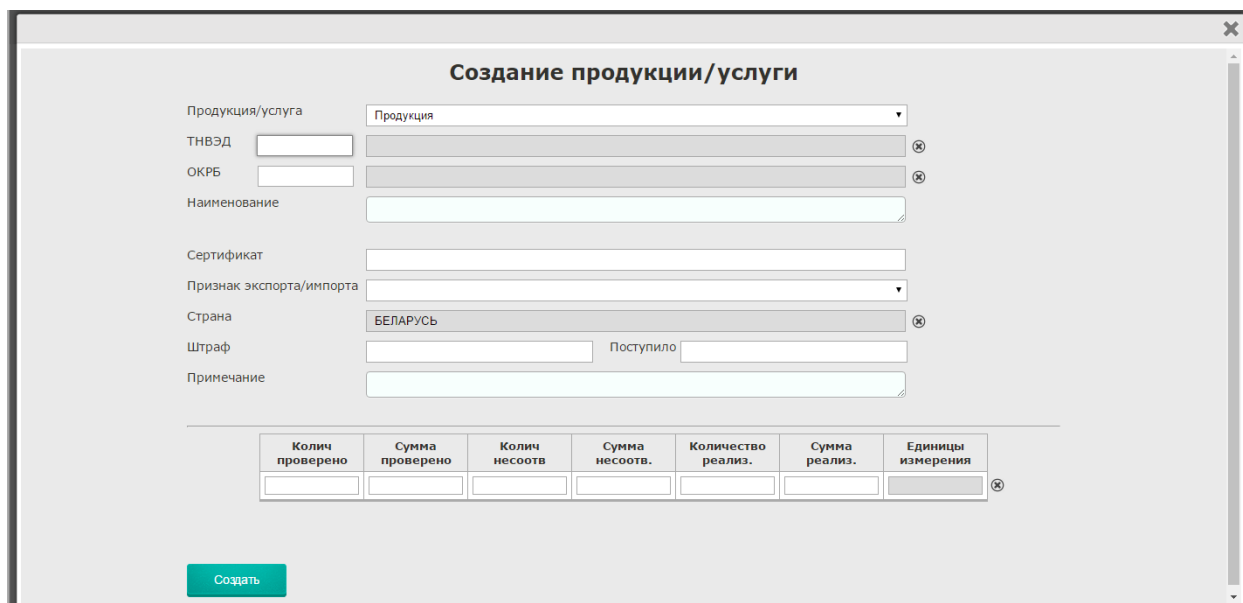 Создание продукции/услуги
Продукция/услуга Продукция
ТНВЭД
ОКРБ
Наименование
Сертификат
Признак экспорта/импорта
Страна БЕЛАРУСЬ
Штраф Поступило
Примечание
Колич Сумма Колич Сумма Количество Сумма Единицы
проверено проверено несоотв несоотв. реализ. реализ. измерения
Создать